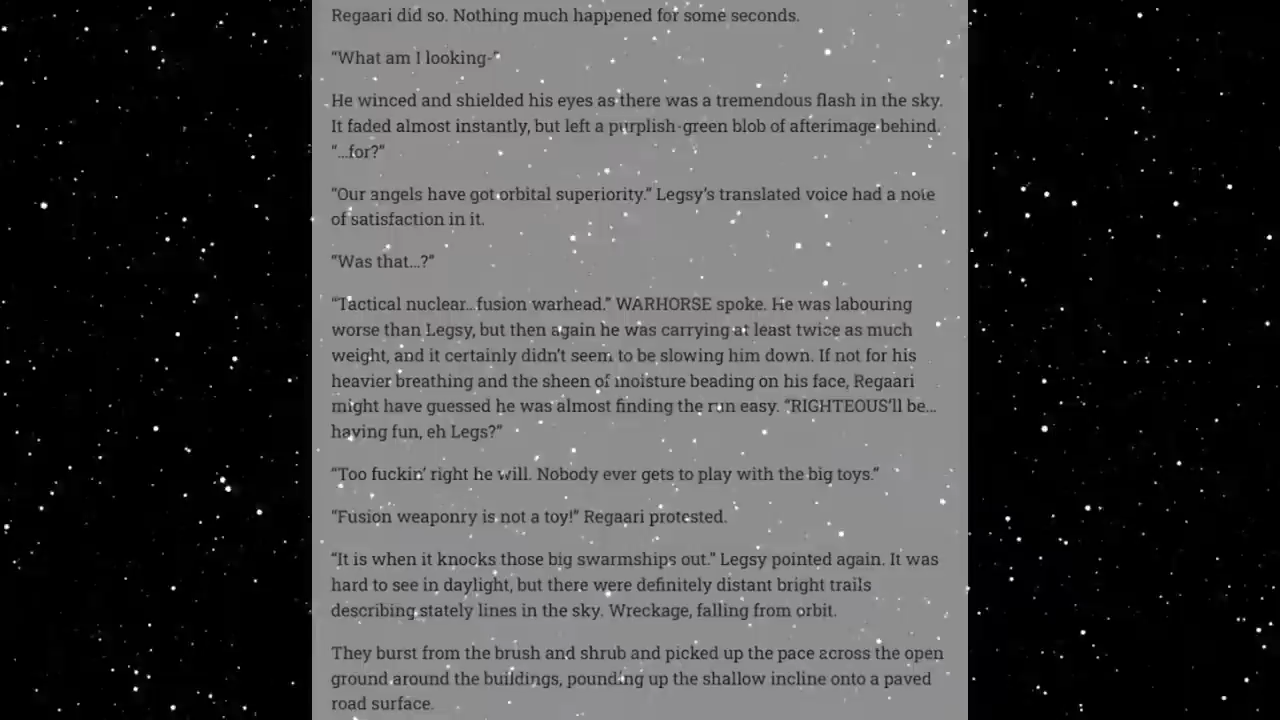 Regaari did so. Nothing much happened for some seconds.
“What am I looking-”
He winced and shielded his eyes as there was a tremendous flash in the sky.
It faded almost instantly, but left a purplish-green blob of afterimage behind.
“…for?”
“Our angels have got orbital superiority.” Legsy’s translated voice had a note
of satisfaction in it.
“Was that…?”
“Tactical nuclear…fusion warhead.” WARHORSE spoke. He was labouring
worse than Legsy, but then again he was carrying at least twice as much
weight, and it certainly didn’t seem to be slowing him down. If not for his
heavier breathing and the sheen of moisture beading on his face, Regaari
might have guessed he was almost finding the run easy. “RIGHTEOUS’ll be…
having fun, eh Legs?”
“Too fuckin’ right he will. Nobody ever gets to play with the big toys.”
“Fusion weaponry is not a toy!” Regaari protested.
“It is when it knocks those big swarmships out.” Legsy pointed again. It was
hard to see in daylight, but there were definitely distant bright trails
describing stately lines in the sky. Wreckage, falling from orbit.
They burst from the brush and shrub and picked up the pace across the open
ground around the buildings, pounding up the shallow incline onto a paved
road surface.